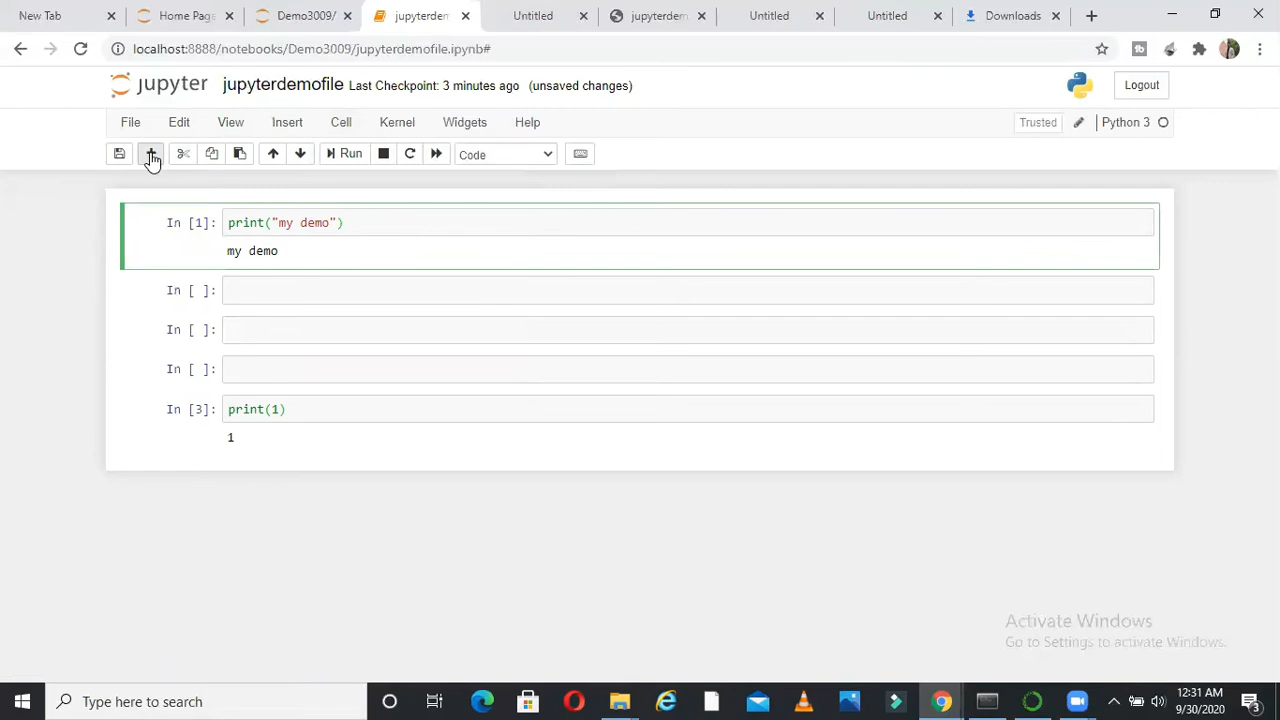 New Tab
Home Page
Demo3009/
jupyterdem
Untitled
jupyterdem
Untitled
Untitled
Downloads
localhost:8888/notebooks/Demo3009/jupyterdemofile.ipynb#
jupyter jupyterdemofile Last Checkpoint: 3 minutes ago (unsaved changes)
Logout
File Edit View Insert Cell Kernel Widgets Help
Trusted Python 3
Run Code
In [1]: print("my demo")
my demo
In [ ]:
In [ ]:
In [ ]:
In [3]: print(1)
1
Activate Windows
Go to Settings to activate Windows.
Type here to search
12:31 AM
9/30/2020
3